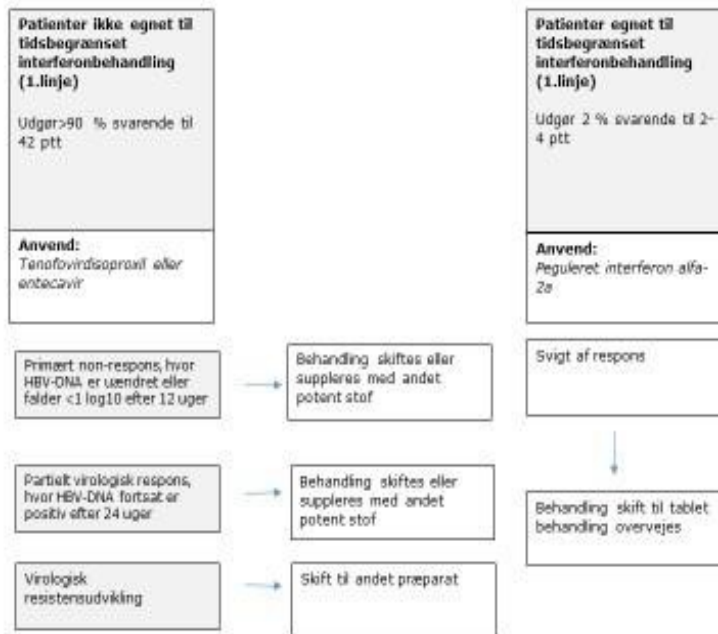 Patienter ikke egnet til
tidsbegrænset
interferonbehandling
(1.linje)
Udgør>90 % svarende til
42 ptt
Anvend:
Tenofovirdisoproxil eller
entecavir
Patienter egnet til
tidsbegrænset
interferonbehandling
(1.linje)
Udgør 2 % svarende til 2-
4 ptt
Anvend:
Peguleret interferon alfa-
2a
Primært non-respons, hvor
HBV-DNA er uændret eller
falder <1 log10 efter 12 uger
Behandling skiftes eller
suppleres med andet
potent stof
Svigt af respons
Partielt virologisk respons,
hvor HBV-DNA fortsat er
positiv efter 24 uger
Behandling skiftes eller
suppleres med andet
potent stof
Behandling skift til tablet
behandling overvejes
Virologisk
resistensudvikling
Skift til andet præparat